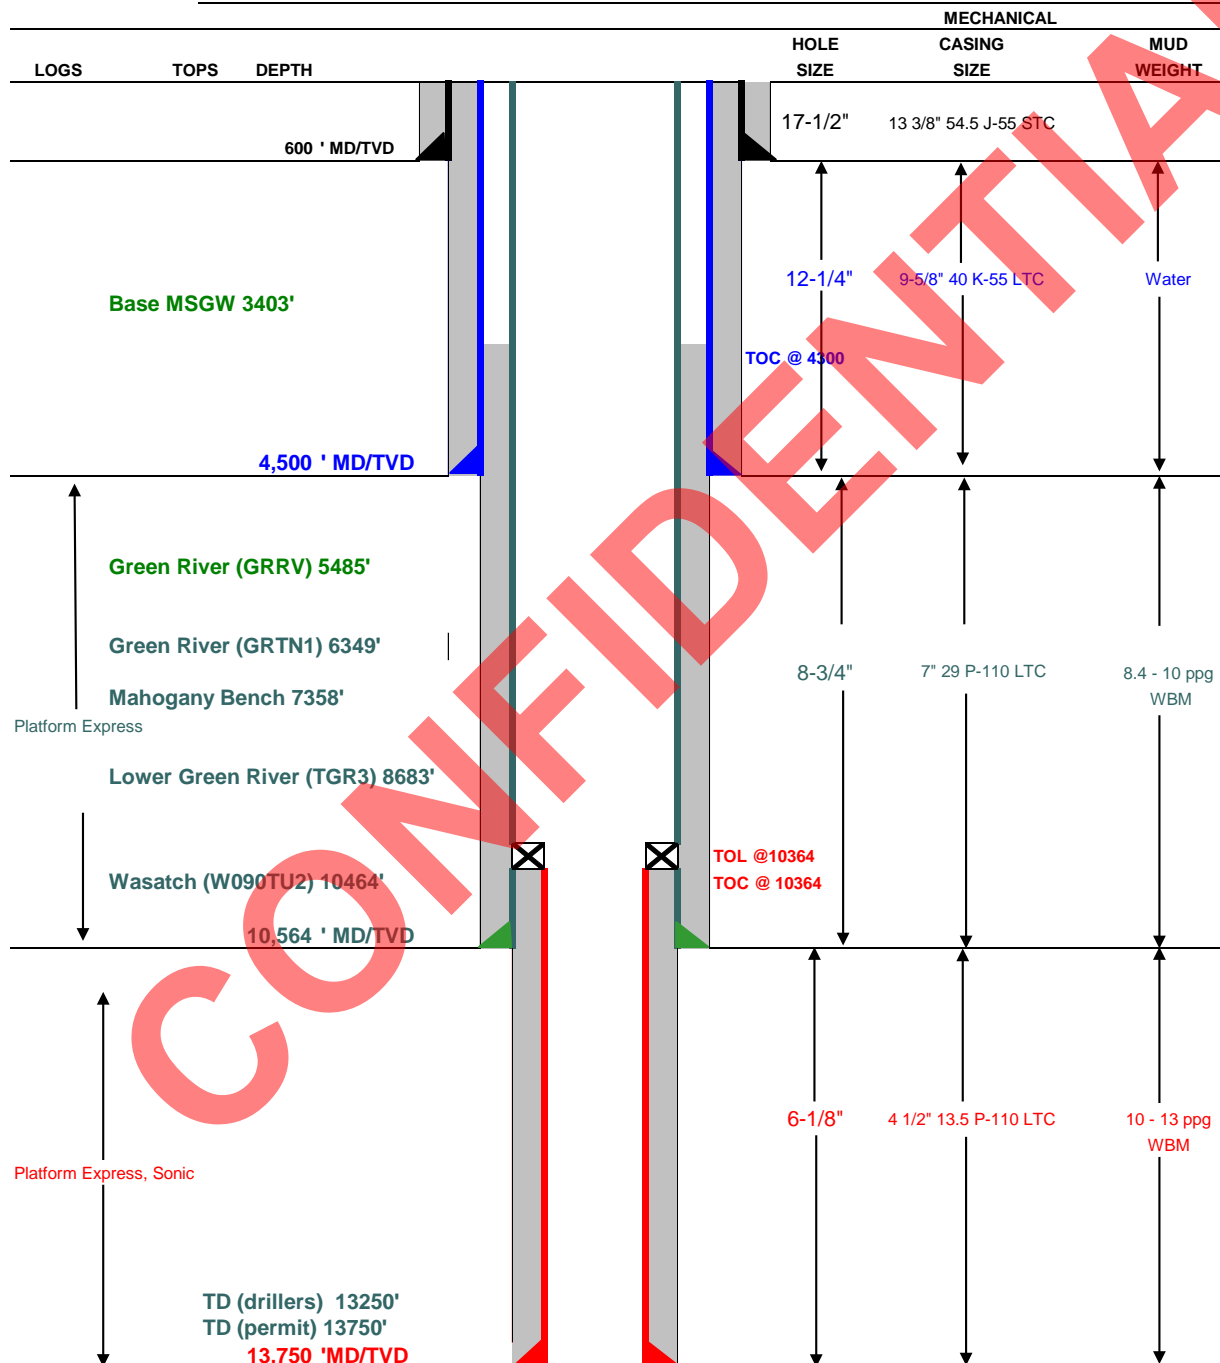 MECHANICAL
HOLE CASING MUD
LOGS TOPS DEPTH SIZE SIZE WEIGHT
17-1/2" 13 3/8" 54.5 J-55 STC
600 ' MD/TVD
12-1/4" 9-5/8" 40 K-55 LTC Water
Base MSGW 3403'
TOC @ 4300
4,500 ' MD/TVD
Green River (GRRV) 5485'
Green River (GRTN1) 6349'
8-3/4" 7" 29 P-110 LTC 8.4 - 10 ppg
WBM
Mahogany Bench 7358'
Platform Express
Lower Green River (TGR3) 8683'
TOL @10364
Wasatch (W090TU2) 10464'
TOC @ 10364
10,564 ' MD/TVD
6-1/8" 4 1/2" 13.5 P-110 LTC 10 - 13 ppg
WBM
Platform Express, Sonic
TD (drillers) 13250'
TD (permit) 13750'
13,750 'MD/TVD
CONFIDENTIA